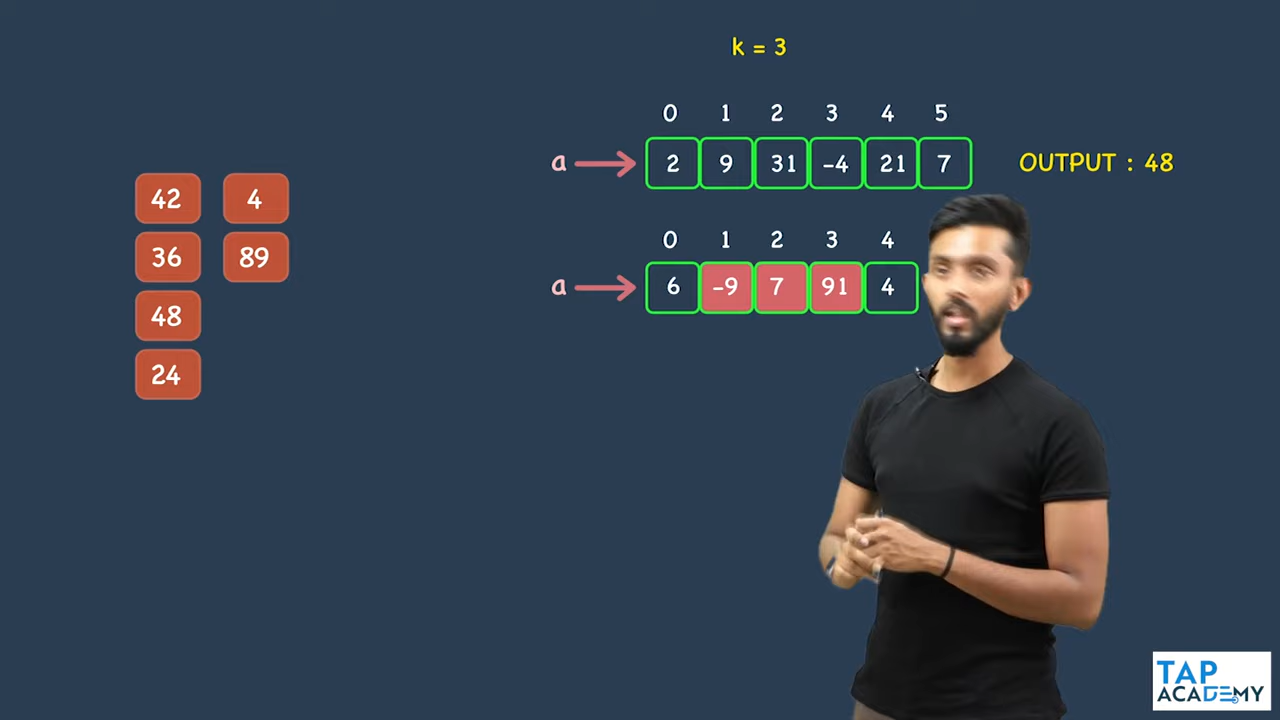 k = 3
0 1 2 3 4 5
a 2 9 31 -4 21 7 OUTPUT : 48
42 4
0 1 2 3 4
36 89
a 6 -9 7 91 4
48
24
TAP
ACADEMY